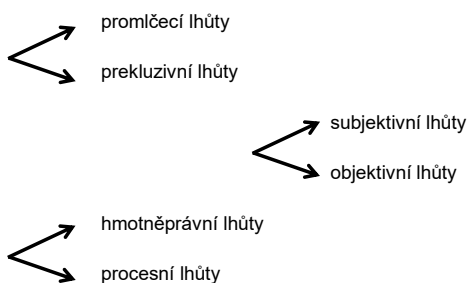 promlčecí lhůty
prekluzivní lhůty
subjektivní lhůty
objektivní lhůty
hmotněprávní lhůty
procesní lhůty